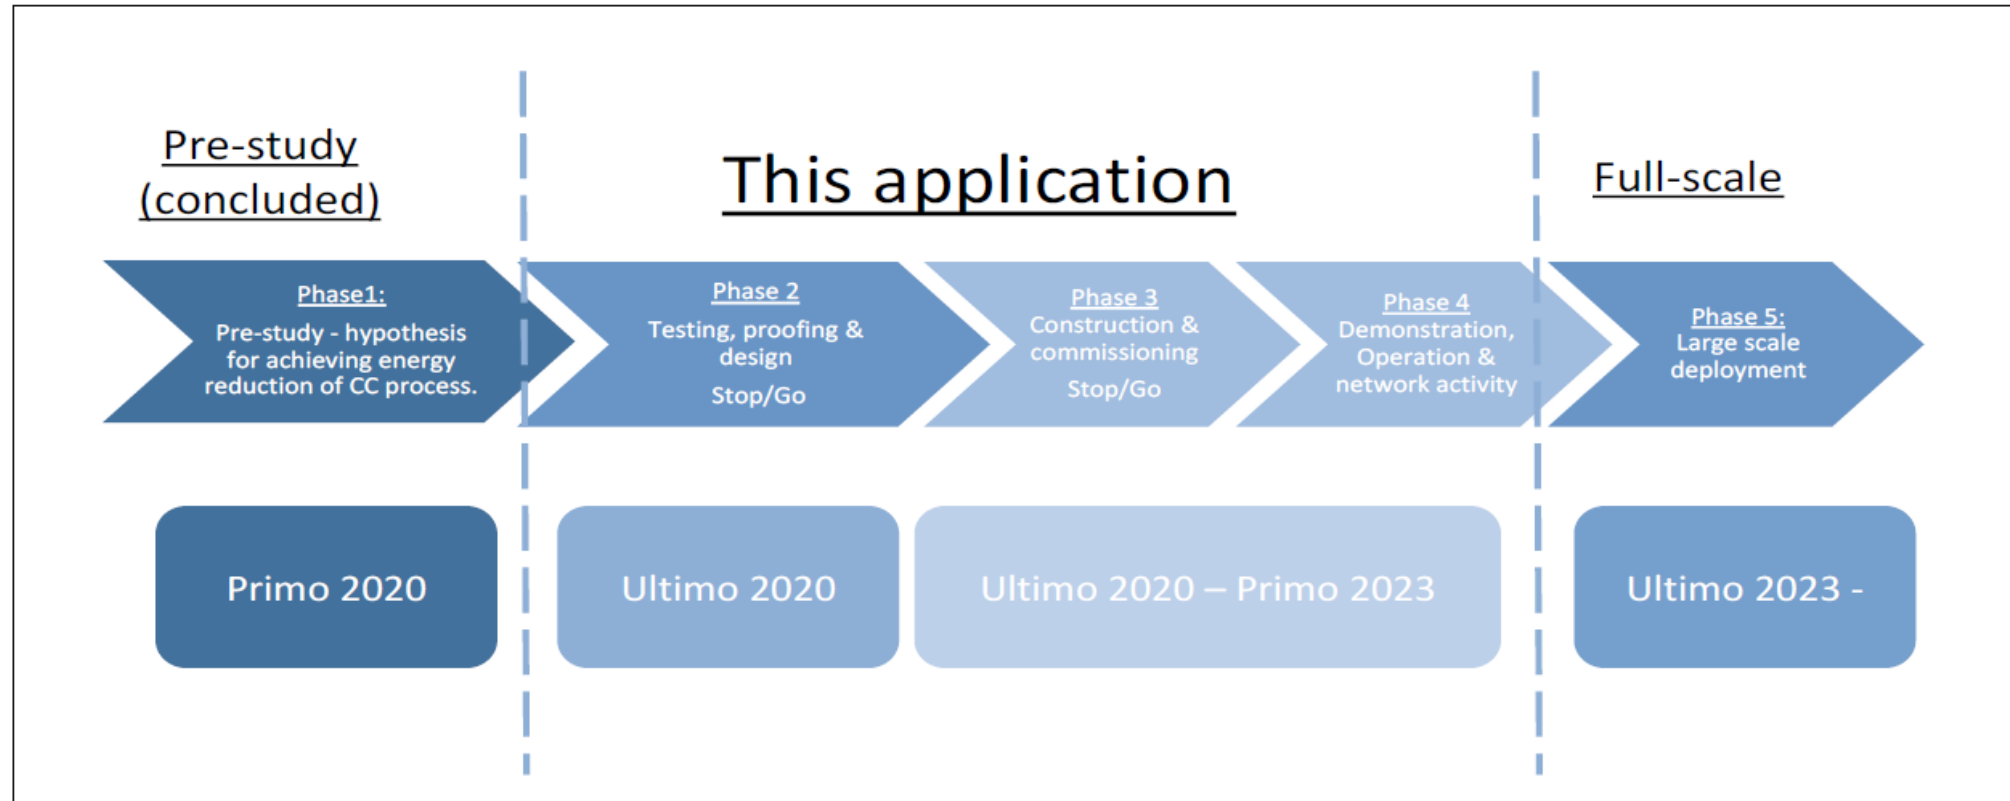 Pre-study
(concluded)
This application
Full-scale
Phase1:
Pre-study - hypothesis
for achieving energy
reduction of CC process.
Phase 2
Testing, proofing &
design
Stop/Go
Phase 3
Construction &
commissioning
Stop/Go
Phase 4
Demonstration,
Operation &
network activity
Phase 5:
Large scale
deployment
Primo 2020
Ultimo 2020
Ultimo 2020 – Primo 2023
Ultimo 2023 -